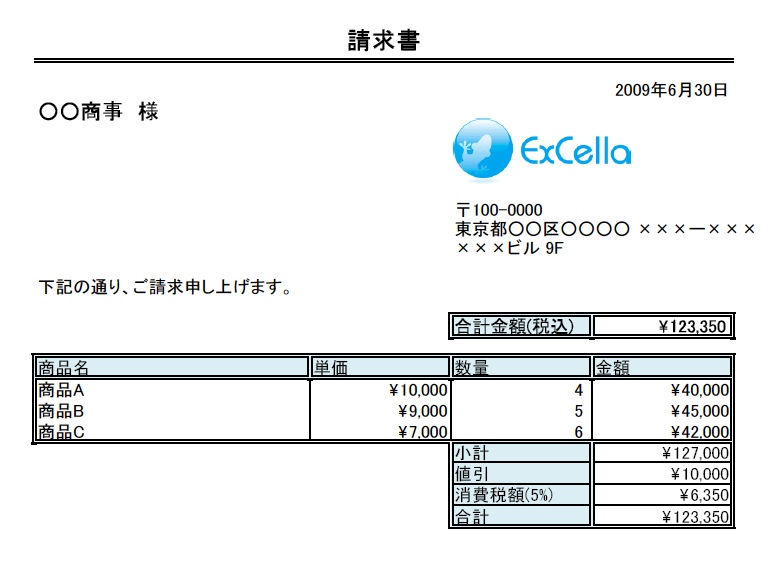 請求書
2009年6月30日
〇〇商事 様
ExCella
〒100-0000
東京都〇〇区〇〇〇〇 ×××ー×××
×××ビル 9F
下記の通り、ご請求申し上げます。
合計金額(税込) ¥123,350
商品名 単価 数量 金額
商品A ¥10,000 4 ¥40,000
商品B ¥9,000 5 ¥45,000
商品C ¥7,000 6 ¥42,000
小計 ¥127,000
値引 ¥10,000
消費税額(5%) ¥6,350
合計 ¥123,350